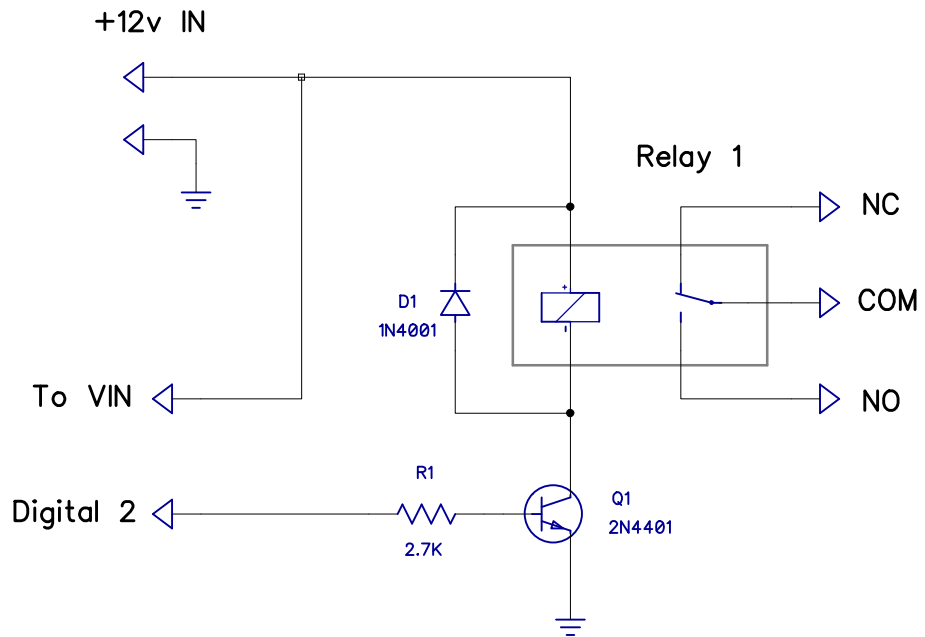 +12v IN
Relay 1
NC
+
D1
COM
1N4001
-
To VIN
NO
R1
Q1
Digital 2
2N4401
2.7K